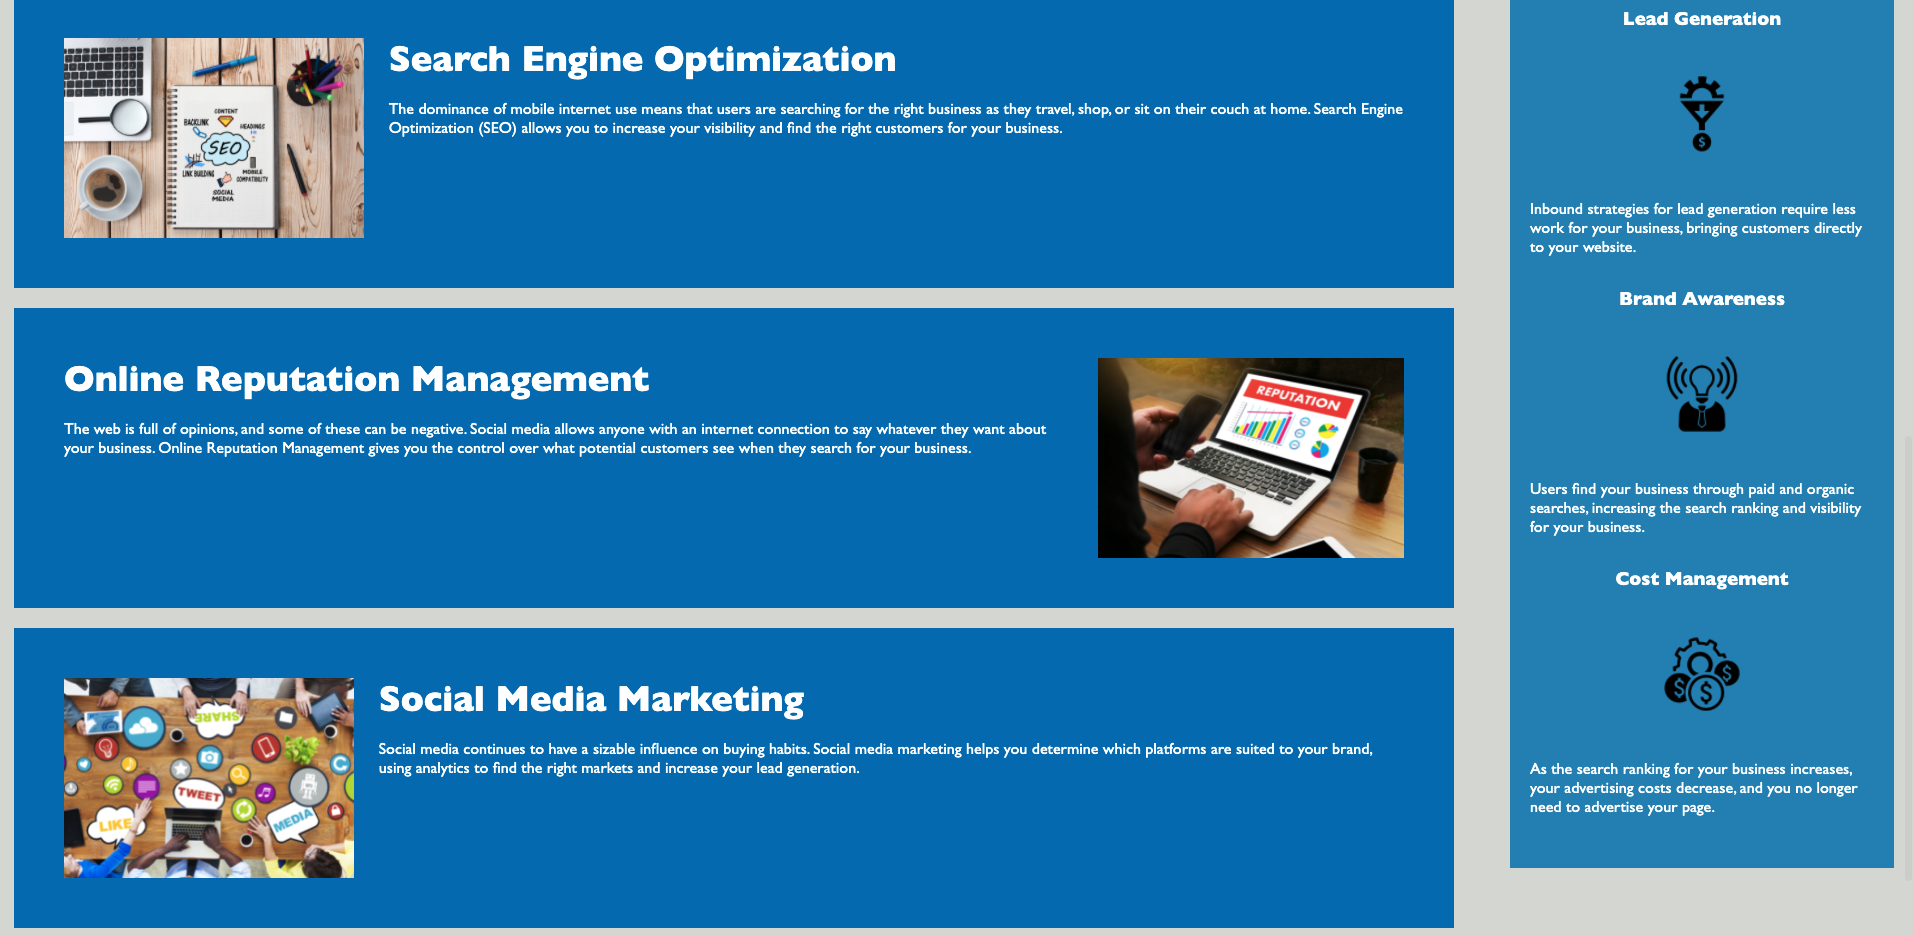 Search Engine Optimization
The dominance of mobile internet use means that users are searching for the right business as they travel, shop, or sit on their couch at home. Search Engine
Optimization (SEO) allows you to increase your visibility and find the right customers for your business.
CONTENT
BACKLINK
HEADINGS
SEO
LINK BUILDING
MOBILE
COMPATIBILITY
SOCIAL
MEDIA
Online Reputation Management
The web is full of opinions, and some of these can be negative. Social media allows anyone with an internet connection to say whatever they want about
your business. Online Reputation Management gives you the control over what potential customers see when they search for your business.
REPUTATION
Social Media Marketing
Social media continues to have a sizable influence on buying habits. Social media marketing helps you determine which platforms are suited to your brand,
using analytics to find the right markets and increase your lead generation.
SHARE
TWEET
LIKE
MEDIA
Lead Generation
$
Inbound strategies for lead generation require less
work for your business, bringing customers directly
to your website.
Brand Awareness
Users find your business through paid and organic
searches, increasing the search ranking and visibility
for your business.
Cost Management
$ $ $
As the search ranking for your business increases,
your advertising costs decrease, and you no longer
need to advertise your page.